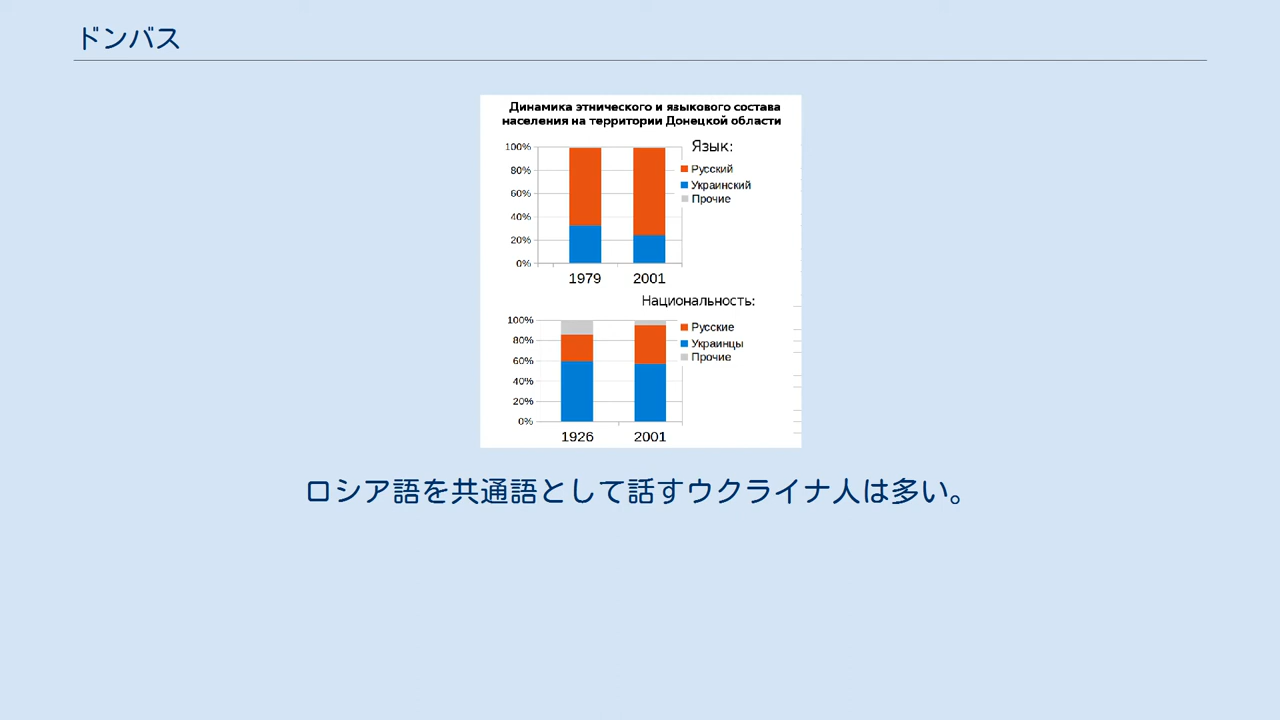 ドンバス
Динамика этнического и языкового состава
населения на территории Донецкой области
Язык:
100%
80%
60%
40%
20%
0%
Русский
Украинский
Прочие
1979 2001
Национальность:
100%
80%
60%
40%
20%
0%
Русские
Украинцы
Прочие
1926 2001
ロシア語を共通語として話すウクライナ人は多い。